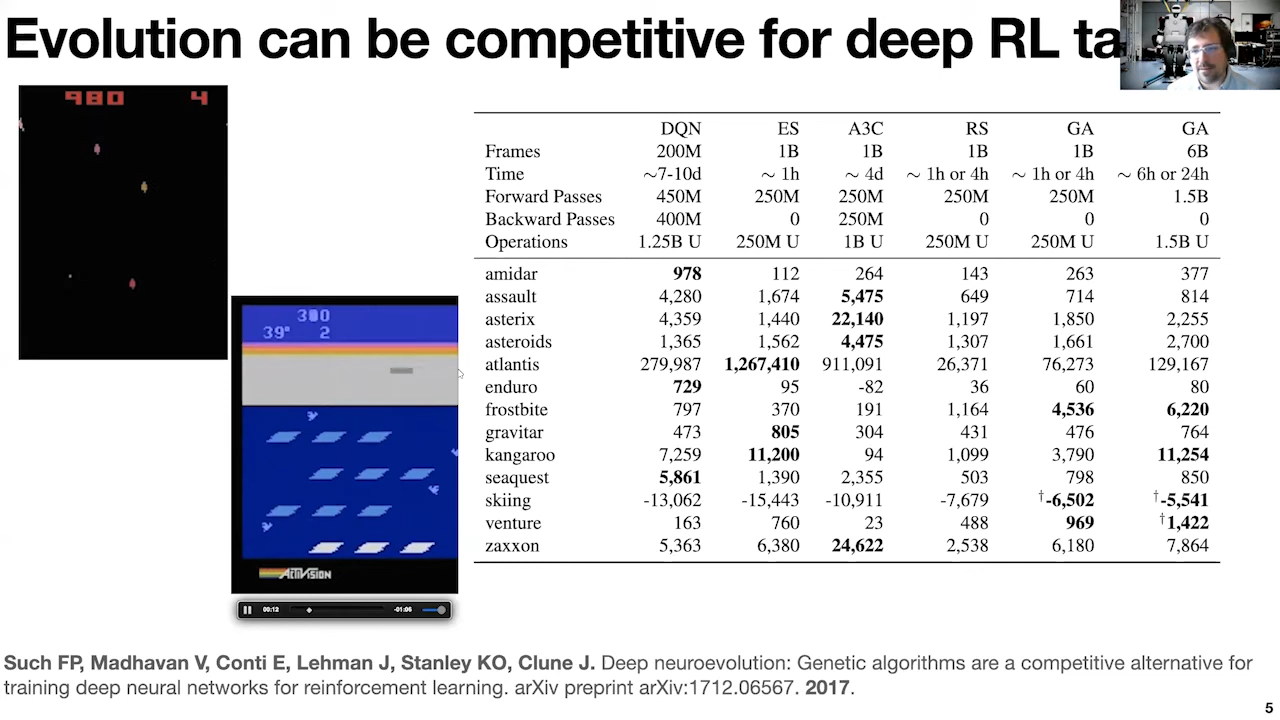 Evolution can be competitive for deep RL
980 4
39° 2
ACTIVISION
00:12 -01:06
DQN ES A3C RS GA GA
Frames 200M 1B 1B 1B 1B 6B
Time ~7-10d ~ 1h ~ 4d ~ 1h or 4h ~ 1h or 4h ~ 6h or 24h
Forward Passes 450M 250M 250M 250M 250M 1.5B
Backward Passes 400M 0 250M 0 0 0
Operations 1.25B U 250M U 1B U 250M U 250M U 1.5B U
amidar 978 112 264 143 263 377
assault 4,280 1,674 5,475 649 714 814
asterix 4,359 1,440 22,140 1,197 1,850 2,255
asteroids 1,365 1,562 4,475 1,307 1,661 2,700
atlantis 279,987 1,267,410 911,091 26,371 76,273 129,167
enduro 729 95 -82 36 60 80
frostbite 797 370 191 1,164 4,536 6,220
gravitar 473 805 304 431 476 764
kangaroo 7,259 11,200 94 1,099 3,790 11,254
seaquest 5,861 1,390 2,355 503 798 850
skiing -13,062 -15,443 -10,911 -7,679 †-6,502 †-5,541
venture 163 760 23 488 969 †1,422
zaxxon 5,363 6,380 24,622 2,538 6,180 7,864
Such FP, Madhavan V, Conti E, Lehman J, Stanley KO, Clune J. Deep neuroevolution: Genetic algorithms are a competitive alternative for
training deep neural networks for reinforcement learning. arXiv preprint arXiv:1712.06567. 2017.
5